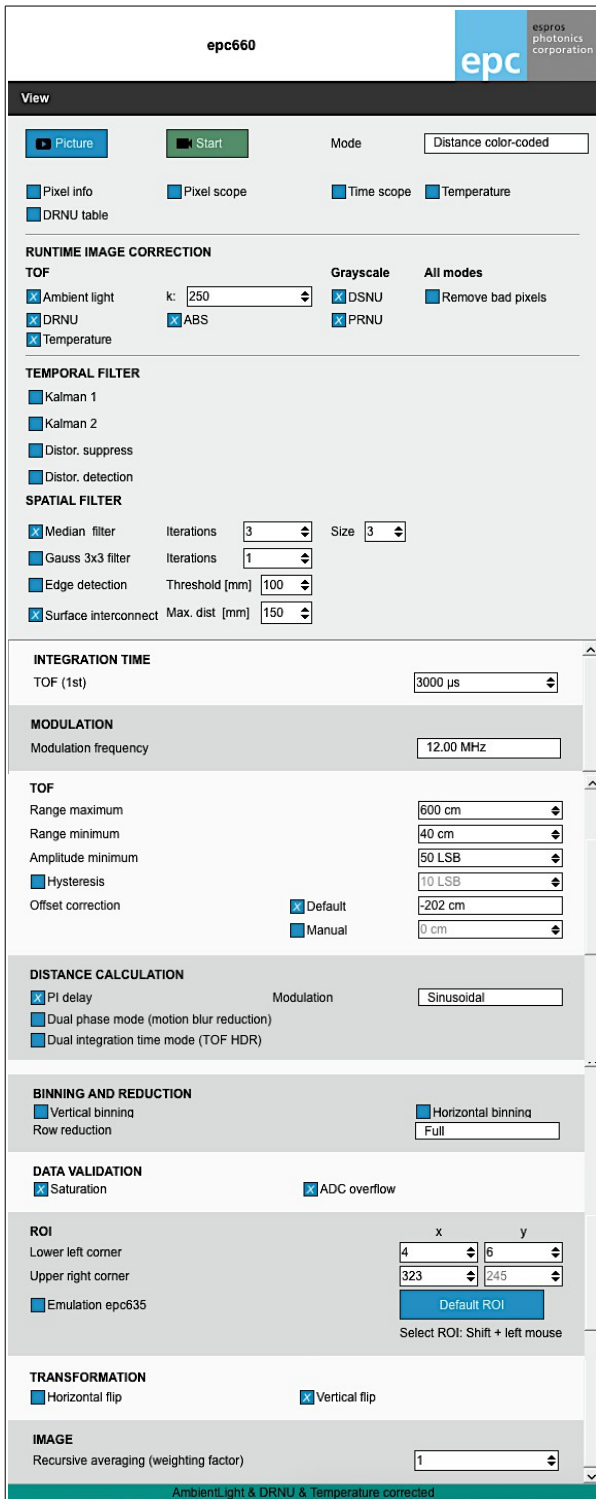 epc660
epc
espros
photonics
corporation
View
Picture Start Mode Distance color-coded
Pixel info Pixel scope Time scope Temperature
DRNU table
RUNTIME IMAGE CORRECTION
TOF Grayscale All modes
Ambient light k: 250 DSNU Remove bad pixels
DRNU ABS PRNU
Temperature
TEMPORAL FILTER
Kalman 1
Kalman 2
Distor. suppress
Distor. detection
SPATIAL FILTER
Median filter Iterations 3 Size 3
Gauss 3x3 filter Iterations 1
Edge detection Threshold [mm] 100
Surface interconnect Max. dist [mm] 150
INTEGRATION TIME
TOF (1st) 3000 µs
MODULATION
Modulation frequency 12.00 MHz
TOF
Range maximum 600 cm
Range minimum 40 cm
Amplitude minimum 50 LSB
Hysteresis 10 LSB
Offset correction Default -202 cm
Manual 0 cm
DISTANCE CALCULATION
PI delay Modulation Sinusoidal
Dual phase mode (motion blur reduction)
Dual integration time mode (TOF HDR)
BINNING AND REDUCTION
Vertical binning Horizontal binning
Row reduction Full
DATA VALIDATION
Saturation ADC overflow
ROI x y
Lower left corner 4 6
Upper right corner 323 245
Emulation epc635 Default ROI
Select ROI: Shift + left mouse
TRANSFORMATION
Horizontal flip Vertical flip
IMAGE
Recursive averaging (weighting factor) 1
AmbientLight & DRNU & Temperature corrected